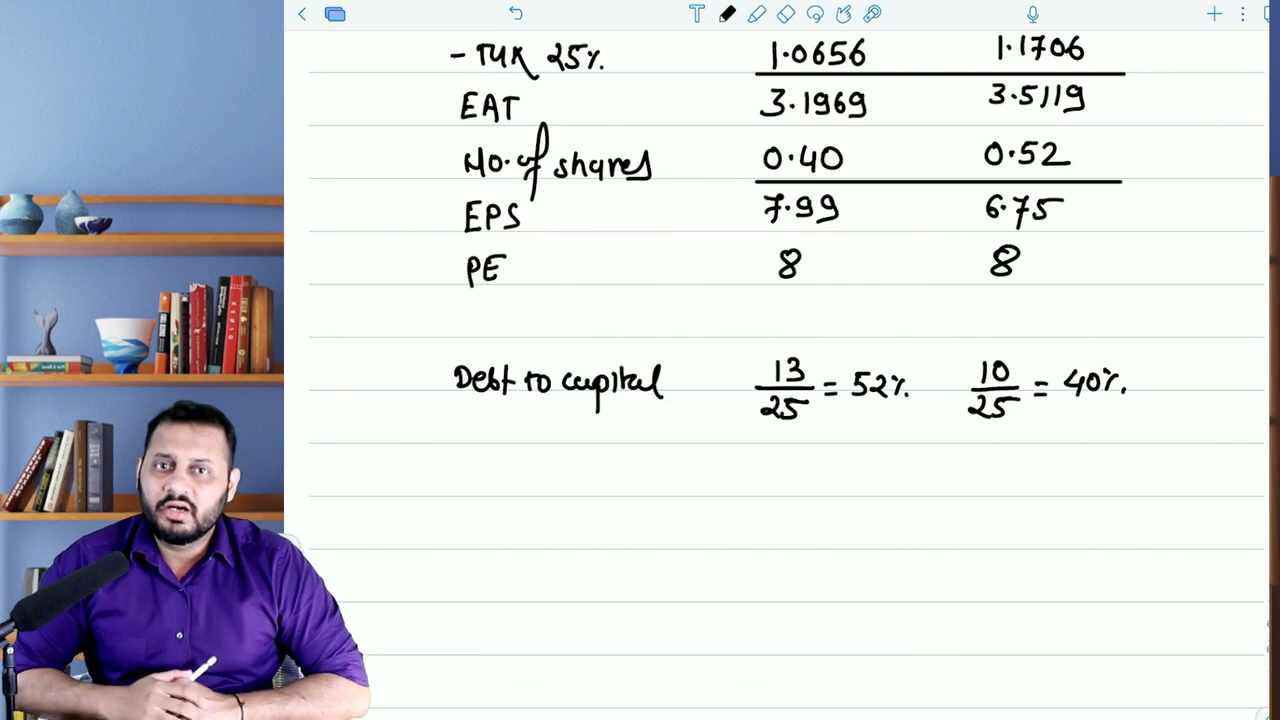 - Tax 25%. 1.0656 1.1706
EAT 3.1969 3.5119
No. of shares 0.40 0.52
EPS 7.99 6.75
PE 8 8
Debt to capital 13/25 = 52%. 10/25 = 40%.